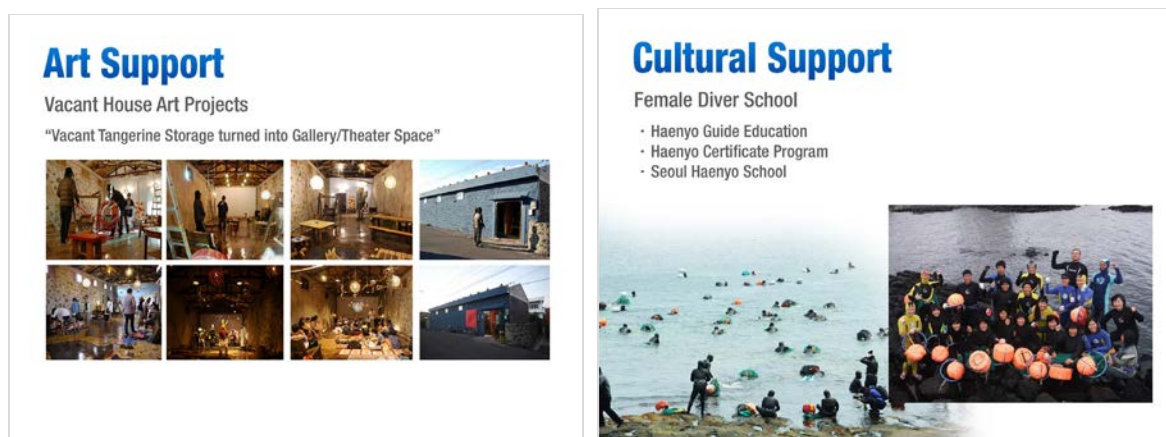 Art Support
Vacant House Art Projects
“Vacant Tangerine Storage turned into Gallery/Theater Space”
Cultural Support
Female Diver School
· Haenyo Guide Education
· Haenyo Certificate Program
· Seoul Haenyo School